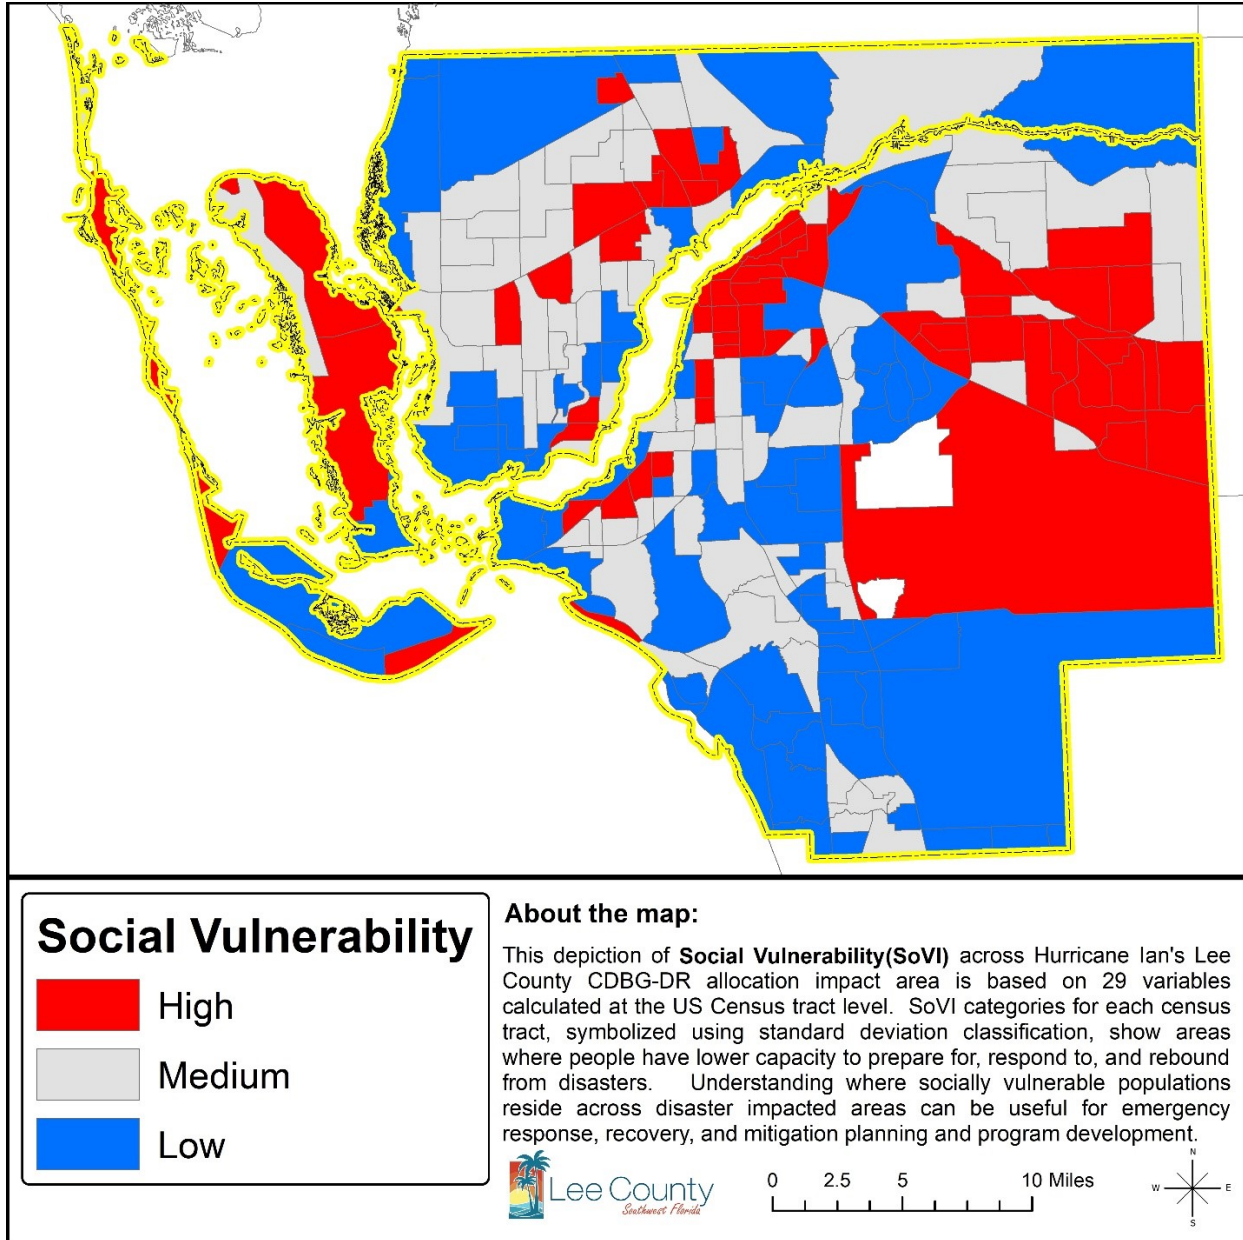 Social Vulnerability
High
Medium
Low
About the map:
This depiction of Social Vulnerability(SoVI) across Hurricane Ian's Lee
County CDBG-DR allocation impact area is based on 29 variables
calculated at the US Census tract level. SoVI categories for each census
tract, symbolized using standard deviation classification, show areas
where people have lower capacity to prepare for, respond to, and rebound
from disasters. Understanding where socially vulnerable populations
reside across disaster impacted areas can be useful for emergency
response, recovery, and mitigation planning and program development.
Lee County
Southwest Florida
0 2.5 5 10 Miles
N
W E
S